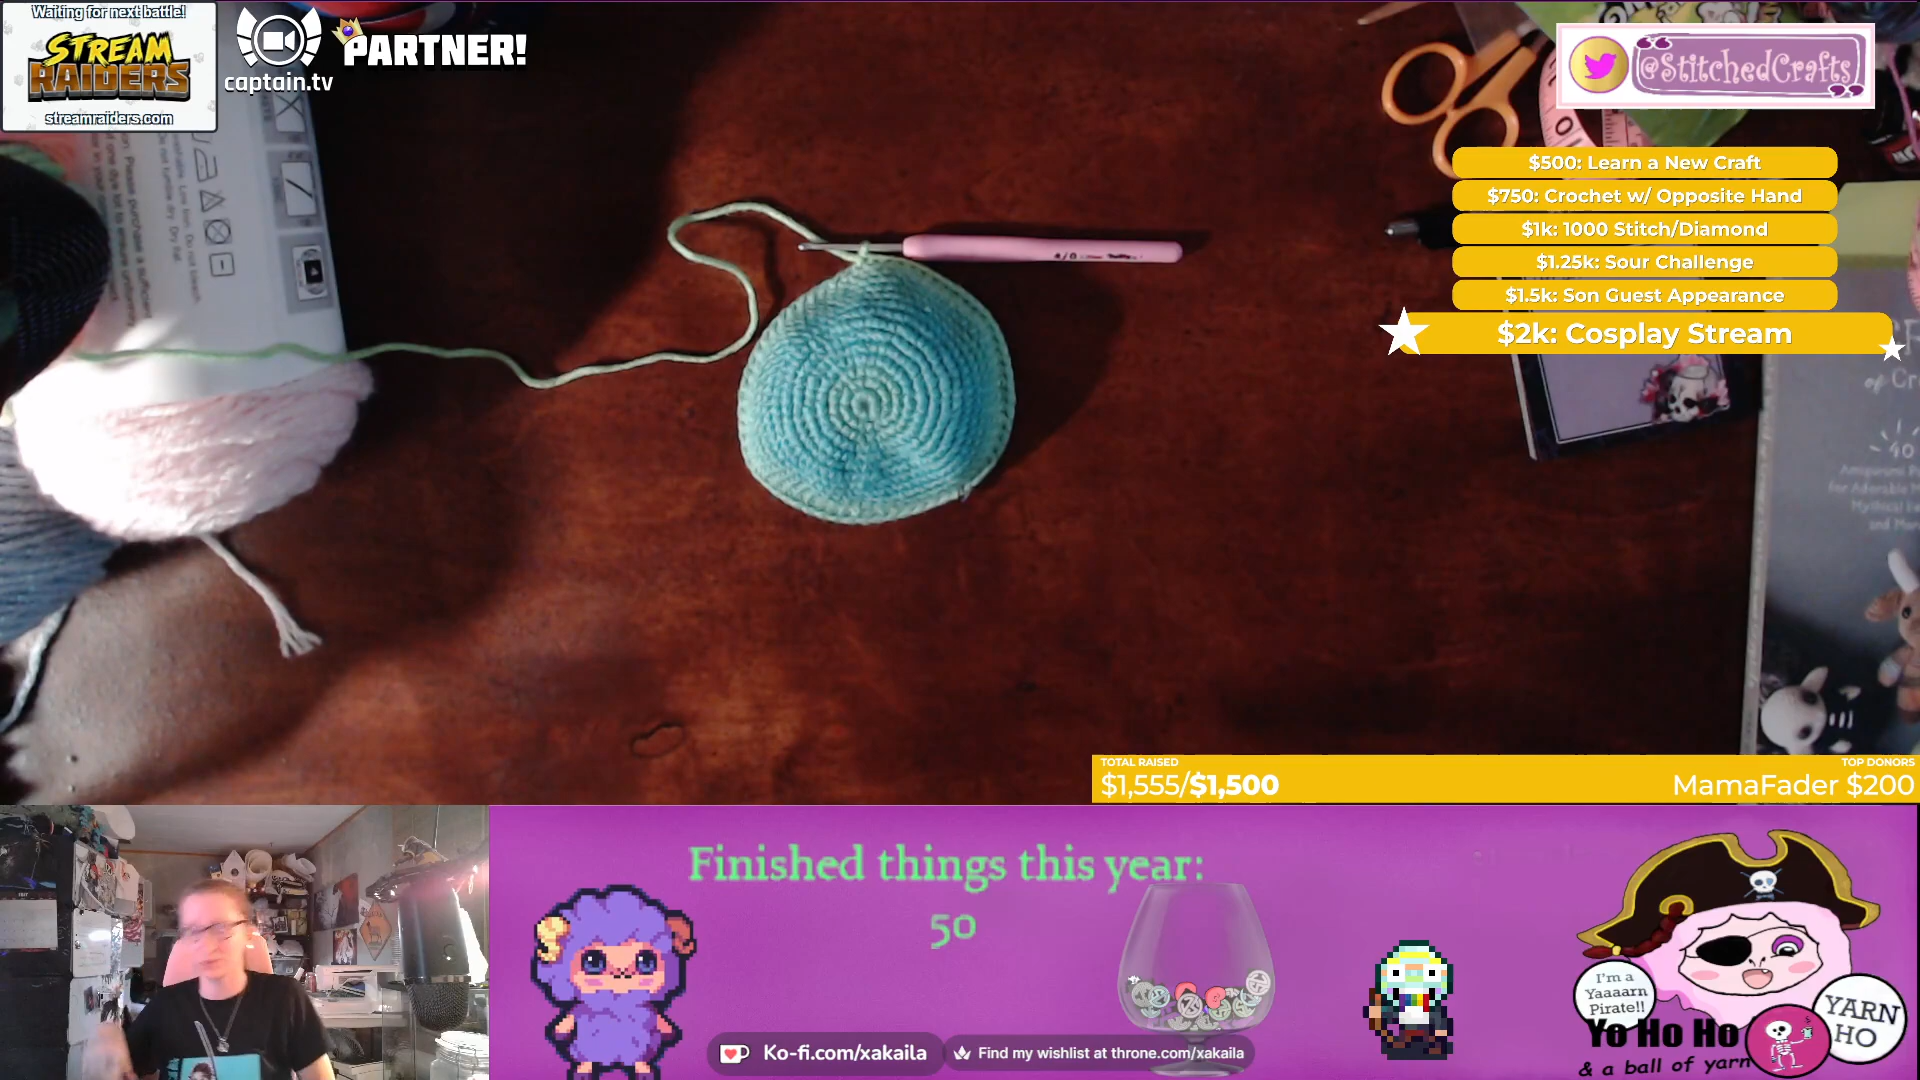 Waiting for next battle!
STREAM
RAIDERS
streamraiders.com
captain.tv
PARTNER!
@StitchedCrafts
$500: Learn a New Craft
$750: Crochet w/ Opposite Hand
$1k: 1000 Stitch/Diamond
$1.25k: Sour Challenge
$1.5k: Son Guest Appearance
$2k: Cosplay Stream
of Cr
40
TOTAL RAISED
$1,555/$1,500
TOP DONORS
MamaFader $200
Finished things this year:
50
Ko-fi.com/xakaila
Find my wishlist at throne.com/xakaila
I'm a
Yaaaarn
Pirate!!
Yo Ho Ho
& a ball of yarn
YARN
HO